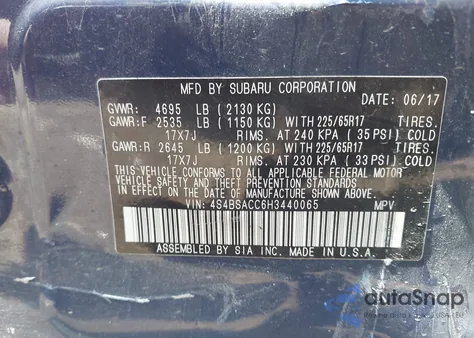 MFD BY SUBARU CORPORATION
GVWR: 4695 LB (2130 KG) DATE: 06/17
GAWR:F 2535 LB (1150 KG) WITH 225/65R17 TIRES.
17X7J RIMS. AT 240 KPA ( 35 PSI) COLD
GAWR:R 2645 LB (1200 KG) WITH 225/65R17 TIRES.
17X7J RIMS. AT 230 KPA ( 33 PSI) COLD
THIS VEHICLE CONFORMS TO ALL APPLICABLE FEDERAL MOTOR
VEHICLE SAFETY AND THEFT PREVENTION STANDARDS IN
EFFECT ON THE DATE OF MANUFACTURE SHOWN ABOVE.
VIN: 4S4BSACC6H3440065 MPV
ASSEMBLED BY SIA INC. MADE IN U.S.A.
autoSnap